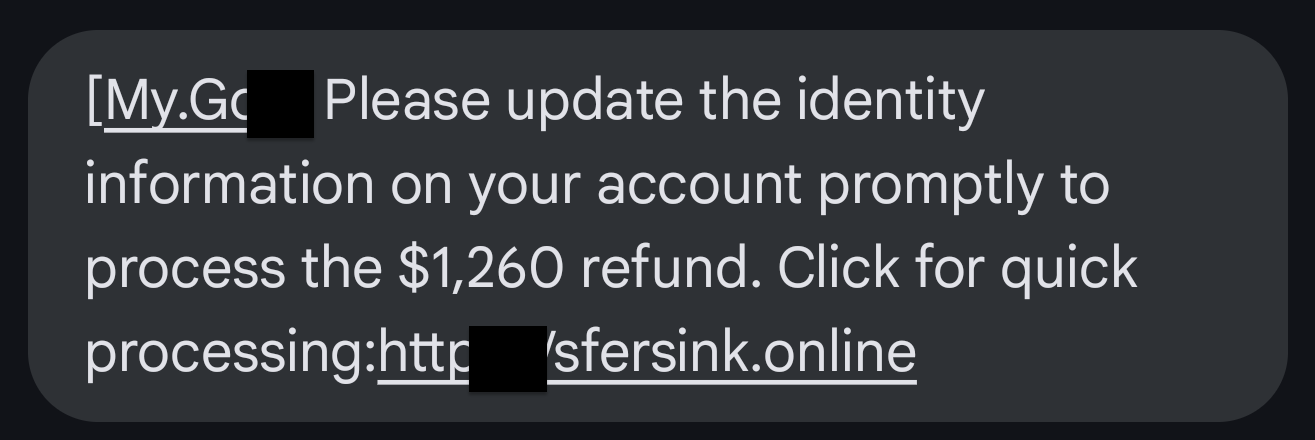 [My.Go Please update the identity
information on your account promptly to
process the $1,260 refund. Click for quick
processing:http /sfersink.online